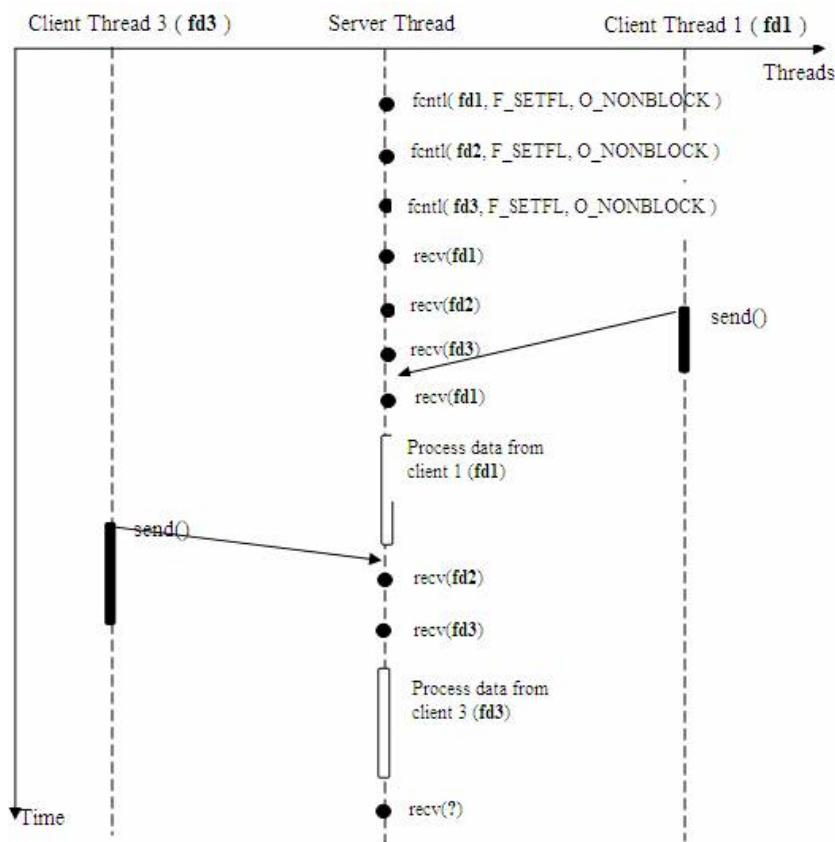 Client Thread 3 ( fd3 )
Server Thread
Client Thread 1 ( fd1 )
Threads
fcntl( fd1, F_SETFL, O_NONBLOCK )
fcntl( fd2, F_SETFL, O_NONBLOCK )
fcntl( fd3, F_SETFL, O_NONBLOCK )
recv(fd1)
recv(fd2)
send()
recv(fd3)
recv(fd1)
Process data from
client 1 (fd1)
send()
recv(fd2)
recv(fd3)
Process data from
client 3 (fd3)
recv(?)
Time